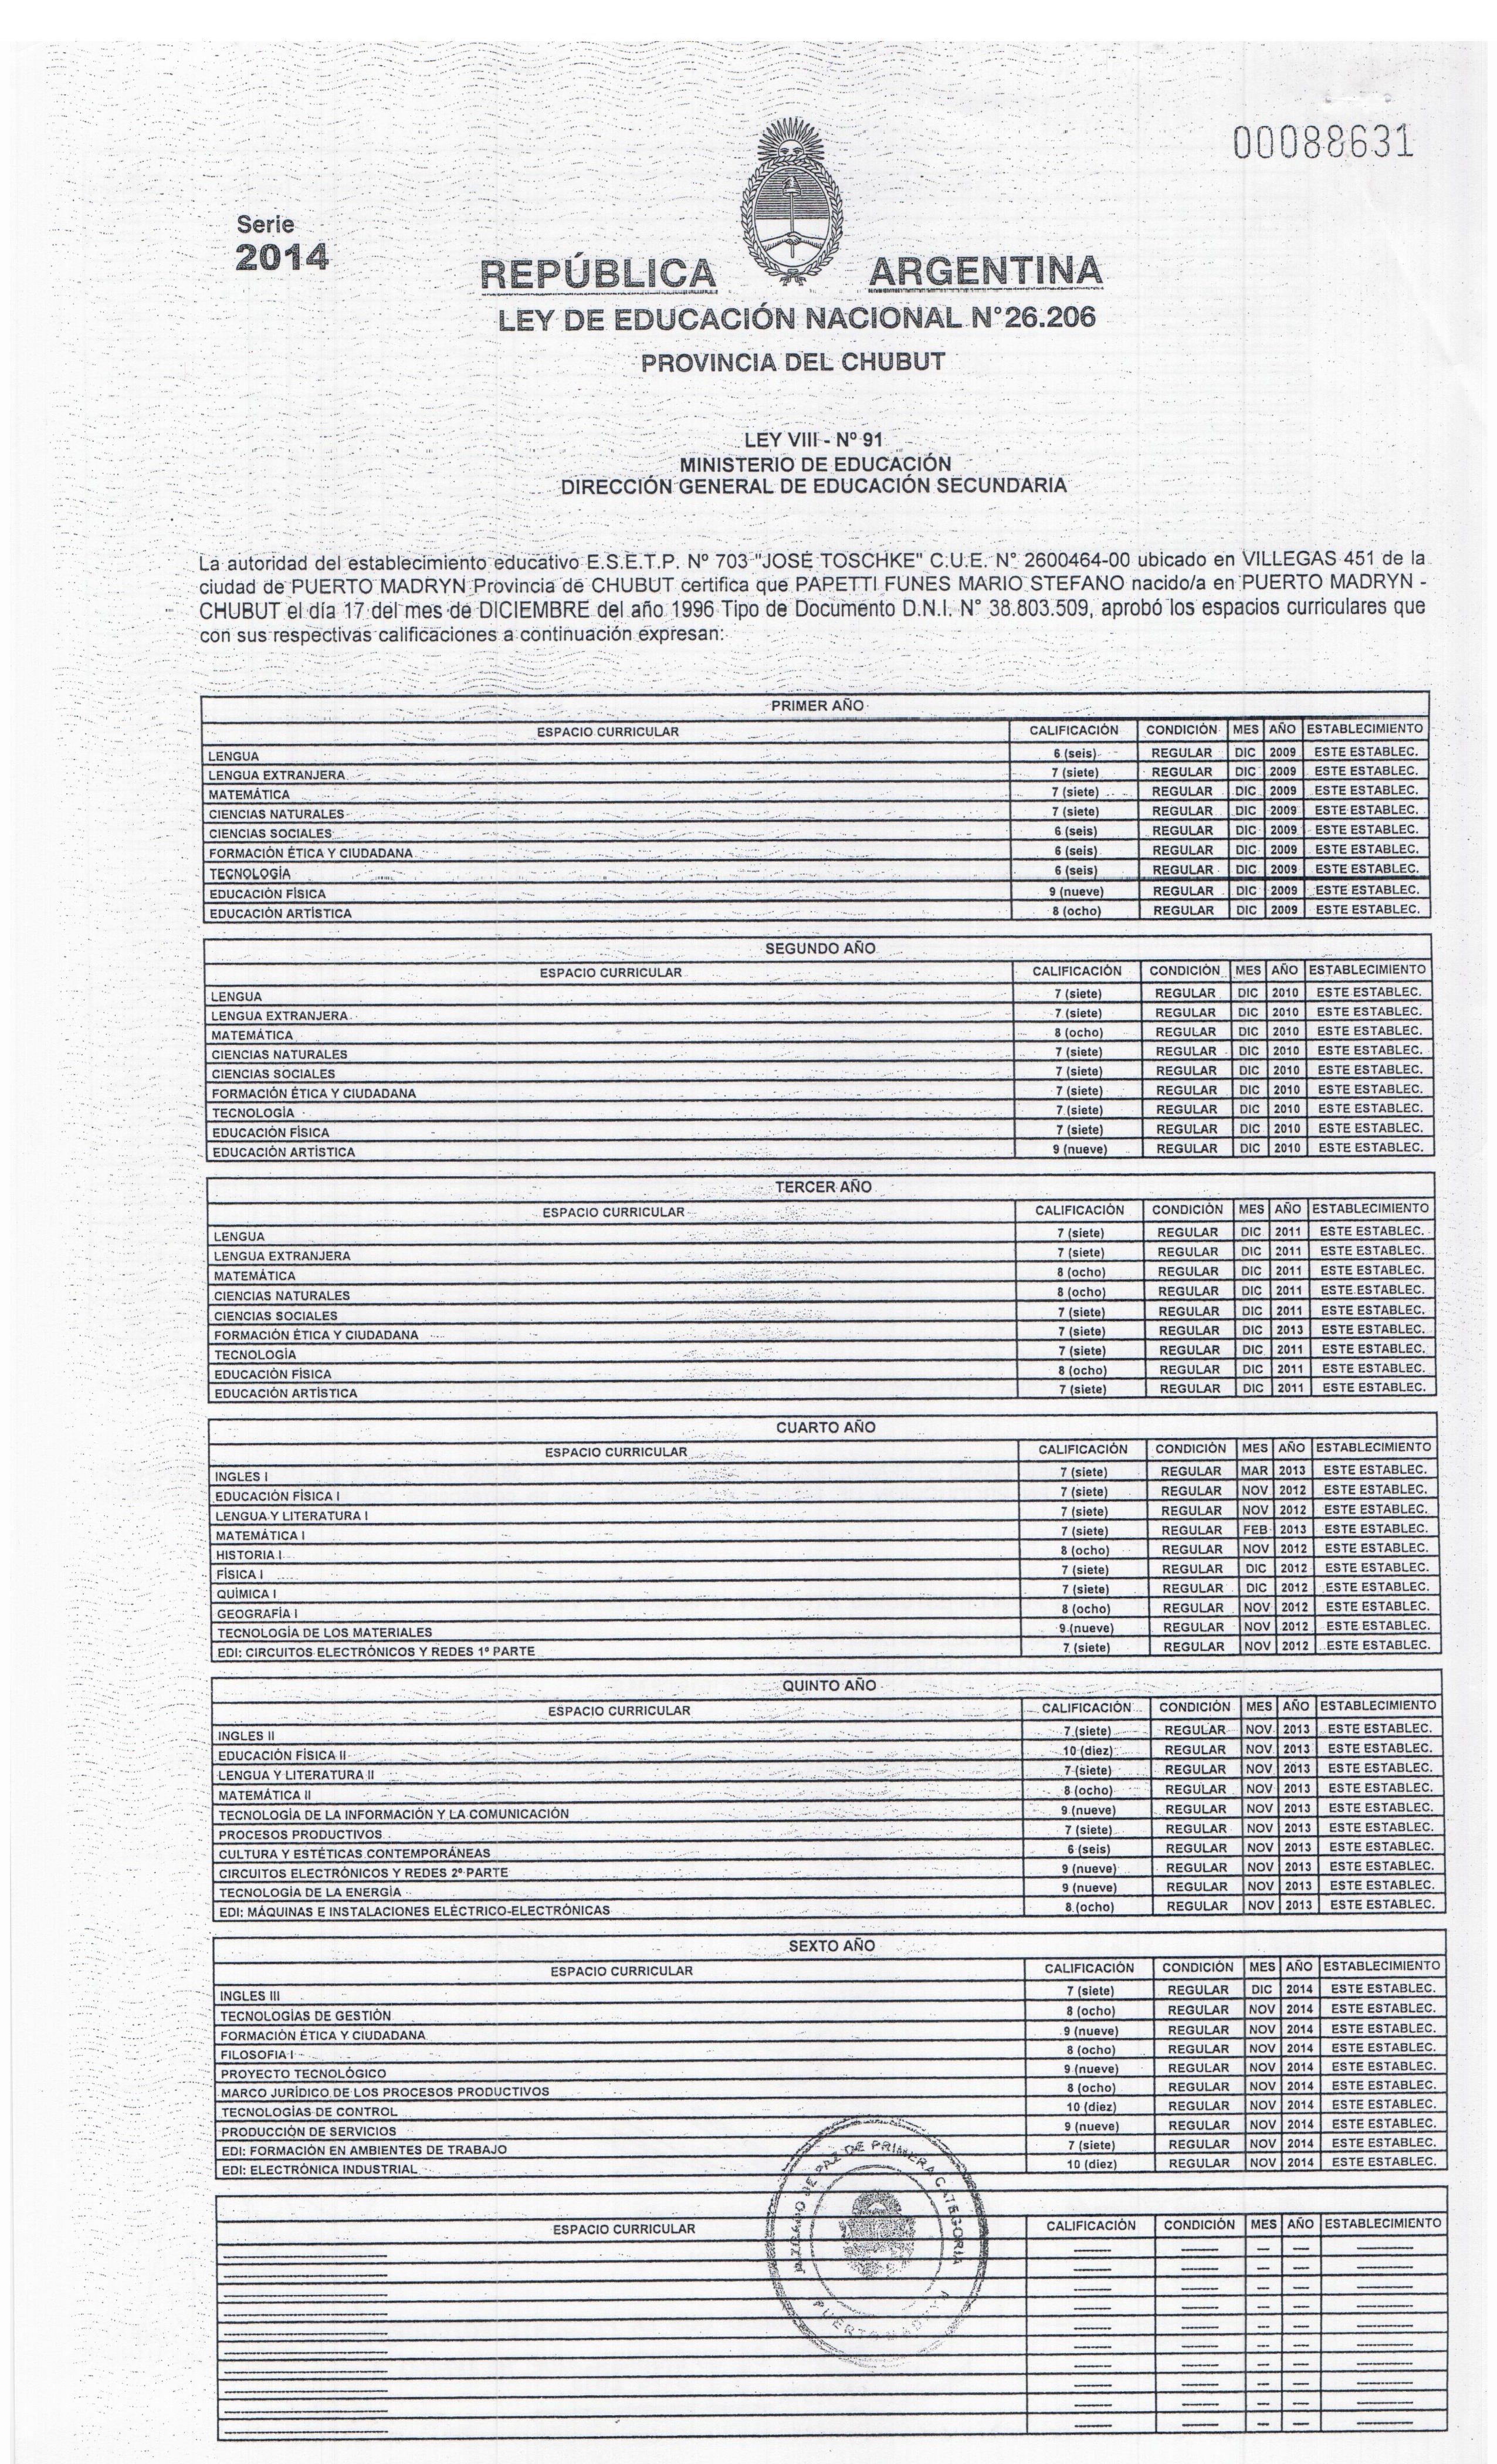 00088631
Serie
2014
REPÚBLICA ARGENTINA
LEY DE EDUCACIÓN NACIONAL N°26.206
PROVINCIA DEL CHUBUT
LEY VIII - Nº 91
MINISTERIO DE EDUCACIÓN
DIRECCIÓN GENERAL DE EDUCACIÓN SECUNDARIA
La autoridad del establecimiento educativo E.S.E.T.P. Nº 703 "JOSÉ TOSCHKE" C.U.E. N° 2600464-00 ubicado en VILLEGAS 451 de la
ciudad de PUERTO MADRYN Provincia de CHUBUT certifica que PAPETTI FUNES MARIO STEFANO nacido/a en PUERTO MADRYN -
CHUBUT el día 17 del mes de DICIEMBRE del año 1996 Tipo de Documento D.N.I. N° 38.803.509, aprobó los espacios curriculares que
con sus respectivas calificaciones a continuación expresan:
PRIMER AÑO
ESPACIO CURRICULAR CALIFICACIÓN CONDICIÓN MES AÑO ESTABLECIMIENTO
LENGUA 6 (seis) REGULAR DIC 2009 ESTE ESTABLEC.
LENGUA EXTRANJERA 7 (siete) REGULAR DIC 2009 ESTE ESTABLEC.
MATEMÁTICA 7 (siete) REGULAR DIC 2009 ESTE ESTABLEC.
CIENCIAS NATURALES 7 (siete) REGULAR DIC 2009 ESTE ESTABLEC.
CIENCIAS SOCIALES 6 (seis) REGULAR DIC 2009 ESTE ESTABLEC.
FORMACIÓN ÉTICA Y CIUDADANA 6 (seis) REGULAR DIC 2009 ESTE ESTABLEC.
TECNOLOGÍA 6 (seis) REGULAR DIC 2009 ESTE ESTABLEC.
EDUCACIÓN FÍSICA 9 (nueve) REGULAR DIC 2009 ESTE ESTABLEC.
EDUCACIÓN ARTÍSTICA 8 (ocho) REGULAR DIC 2009 ESTE ESTABLEC.
SEGUNDO AÑO
ESPACIO CURRICULAR CALIFICACIÓN CONDICIÓN MES AÑO ESTABLECIMIENTO
LENGUA 7 (siete) REGULAR DIC 2010 ESTE ESTABLEC.
LENGUA EXTRANJERA 7 (siete) REGULAR DIC 2010 ESTE ESTABLEC.
MATEMÁTICA 8 (ocho) REGULAR DIC 2010 ESTE ESTABLEC.
CIENCIAS NATURALES 7 (siete) REGULAR DIC 2010 ESTE ESTABLEC.
CIENCIAS SOCIALES 7 (siete) REGULAR DIC 2010 ESTE ESTABLEC.
FORMACIÓN ÉTICA Y CIUDADANA 7 (siete) REGULAR DIC 2010 ESTE ESTABLEC.
TECNOLOGÍA 7 (siete) REGULAR DIC 2010 ESTE ESTABLEC.
EDUCACIÓN FÍSICA 7 (siete) REGULAR DIC 2010 ESTE ESTABLEC.
EDUCACIÓN ARTÍSTICA 9 (nueve) REGULAR DIC 2010 ESTE ESTABLEC.
TERCER AÑO
ESPACIO CURRICULAR CALIFICACIÓN CONDICIÓN MES AÑO ESTABLECIMIENTO
LENGUA 7 (siete) REGULAR DIC 2011 ESTE ESTABLEC.
LENGUA EXTRANJERA 7 (siete) REGULAR DIC 2011 ESTE ESTABLEC.
MATEMÁTICA 8 (ocho) REGULAR DIC 2011 ESTE ESTABLEC.
CIENCIAS NATURALES 8 (ocho) REGULAR DIC 2011 ESTE ESTABLEC.
CIENCIAS SOCIALES 7 (siete) REGULAR DIC 2011 ESTE ESTABLEC.
FORMACIÓN ÉTICA Y CIUDADANA 7 (siete) REGULAR DIC 2013 ESTE ESTABLEC.
TECNOLOGÍA 7 (siete) REGULAR DIC 2011 ESTE ESTABLEC.
EDUCACIÓN FÍSICA 8 (ocho) REGULAR DIC 2011 ESTE ESTABLEC.
EDUCACIÓN ARTÍSTICA 7 (siete) REGULAR DIC 2011 ESTE ESTABLEC.
CUARTO AÑO
ESPACIO CURRICULAR CALIFICACIÓN CONDICIÓN MES AÑO ESTABLECIMIENTO
INGLES I 7 (siete) REGULAR MAR 2013 ESTE ESTABLEC.
EDUCACIÓN FÍSICA I 7 (siete) REGULAR NOV 2012 ESTE ESTABLEC.
LENGUA Y LITERATURA I 7 (siete) REGULAR NOV 2012 ESTE ESTABLEC.
MATEMÁTICA I 7 (siete) REGULAR FEB 2013 ESTE ESTABLEC.
HISTORIA I 8 (ocho) REGULAR NOV 2012 ESTE ESTABLEC.
FÍSICA I 7 (siete) REGULAR DIC 2012 ESTE ESTABLEC.
QUÍMICA I 7 (siete) REGULAR DIC 2012 ESTE ESTABLEC.
GEOGRAFÍA I 8 (ocho) REGULAR NOV 2012 ESTE ESTABLEC.
TECNOLOGÍA DE LOS MATERIALES 9 (nueve) REGULAR NOV 2012 ESTE ESTABLEC.
EDI: CIRCUITOS ELECTRÓNICOS Y REDES 1º PARTE 7 (siete) REGULAR NOV 2012 ESTE ESTABLEC.
QUINTO AÑO
ESPACIO CURRICULAR CALIFICACIÓN CONDICIÓN MES AÑO ESTABLECIMIENTO
INGLES II 7 (siete) REGULAR NOV 2013 ESTE ESTABLEC.
EDUCACIÓN FÍSICA II 10 (diez) REGULAR NOV 2013 ESTE ESTABLEC.
LENGUA Y LITERATURA II 7 (siete) REGULAR NOV 2013 ESTE ESTABLEC.
MATEMÁTICA II 8 (ocho) REGULAR NOV 2013 ESTE ESTABLEC.
TECNOLOGÍA DE LA INFORMACIÓN Y LA COMUNICACIÓN 9 (nueve) REGULAR NOV 2013 ESTE ESTABLEC.
PROCESOS PRODUCTIVOS 7 (siete) REGULAR NOV 2013 ESTE ESTABLEC.
CULTURA Y ESTÉTICAS CONTEMPORÁNEAS 6 (seis) REGULAR NOV 2013 ESTE ESTABLEC.
CIRCUITOS ELECTRÓNICOS Y REDES 2º PARTE 9 (nueve) REGULAR NOV 2013 ESTE ESTABLEC.
TECNOLOGÍA DE LA ENERGÍA 9 (nueve) REGULAR NOV 2013 ESTE ESTABLEC.
EDI: MÁQUINAS E INSTALACIONES ELÉCTRICO-ELECTRÓNICAS 8 (ocho) REGULAR NOV 2013 ESTE ESTABLEC.
SEXTO AÑO
ESPACIO CURRICULAR CALIFICACIÓN CONDICIÓN MES AÑO ESTABLECIMIENTO
INGLES III 7 (siete) REGULAR DIC 2014 ESTE ESTABLEC.
TECNOLOGÍAS DE GESTIÓN 8 (ocho) REGULAR NOV 2014 ESTE ESTABLEC.
FORMACIÓN ÉTICA Y CIUDADANA 9 (nueve) REGULAR NOV 2014 ESTE ESTABLEC.
FILOSOFIA I 8 (ocho) REGULAR NOV 2014 ESTE ESTABLEC.
PROYECTO TECNOLÓGICO 9 (nueve) REGULAR NOV 2014 ESTE ESTABLEC.
MARCO JURÍDICO DE LOS PROCESOS PRODUCTIVOS 8 (ocho) REGULAR NOV 2014 ESTE ESTABLEC.
TECNOLOGÍAS DE CONTROL 10 (diez) REGULAR NOV 2014 ESTE ESTABLEC.
PRODUCCIÓN DE SERVICIOS 9 (nueve) REGULAR NOV 2014 ESTE ESTABLEC.
EDI: FORMACIÓN EN AMBIENTES DE TRABAJO 7 (siete) REGULAR NOV 2014 ESTE ESTABLEC.
EDI: ELECTRÓNICA INDUSTRIAL 10 (diez) REGULAR NOV 2014 ESTE ESTABLEC.
JUZGADO DE PAZ DE PRIMERA CATEGORIA
PUERTO MADRYN
ESPACIO CURRICULAR CALIFICACIÓN CONDICIÓN MES AÑO ESTABLECIMIENTO